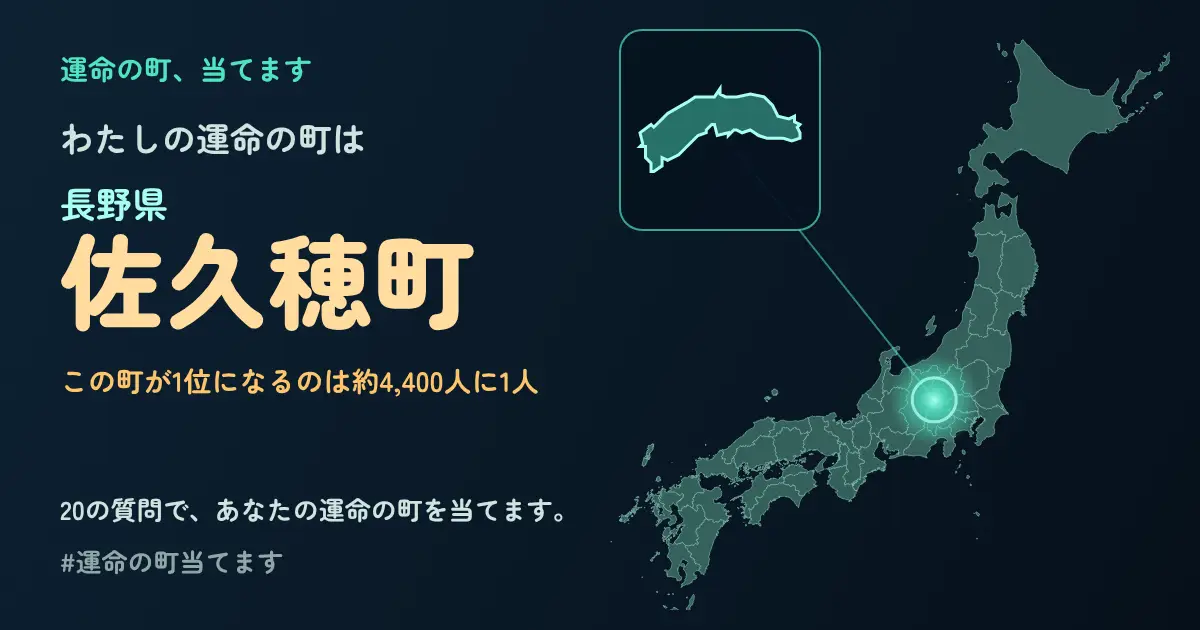 運命の町、当てます
わたしの運命の町は
長野県
佐久穂町
この町が1位になるのは約4,400人に1人
20の質問で、あなたの運命の町を当てます。
#運命の町当てます